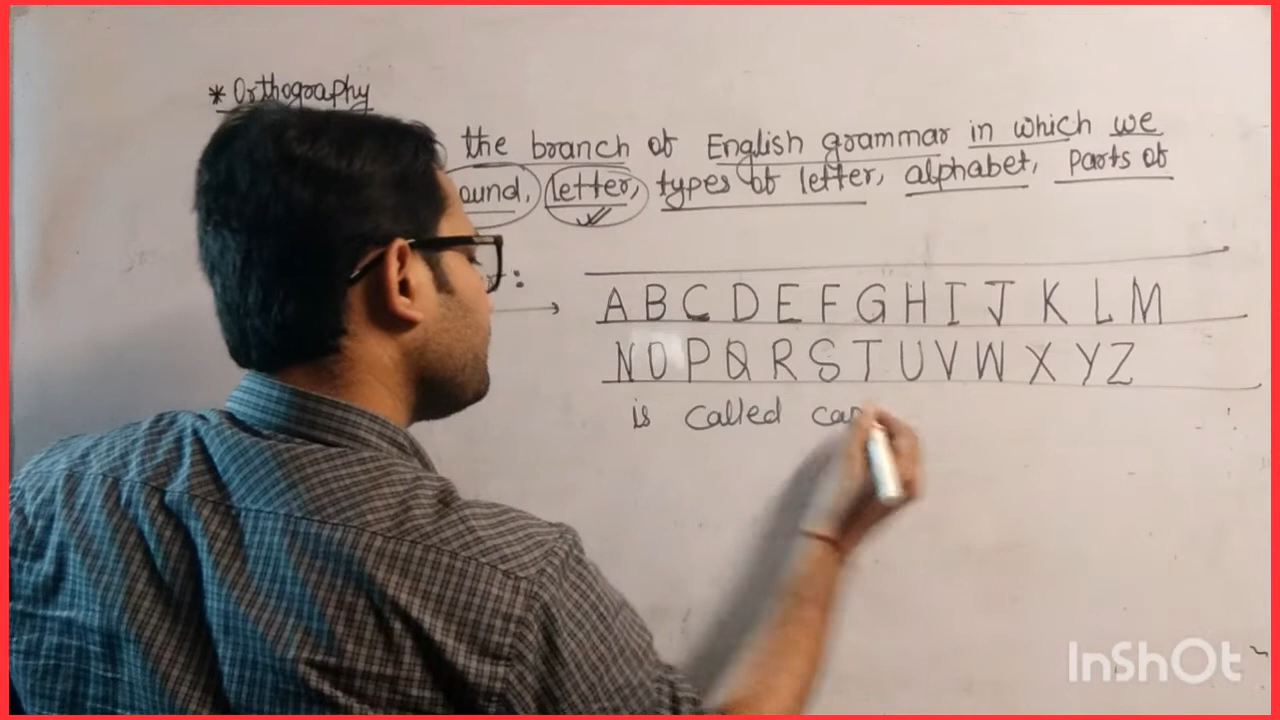 * Orthography
the branch of English grammar in which we
ound, letter, types of letter, alphabet, Parts of
:
A B C D E F G H I J K L M
N O P Q R S T U V W X Y Z
is called cap
InShOt